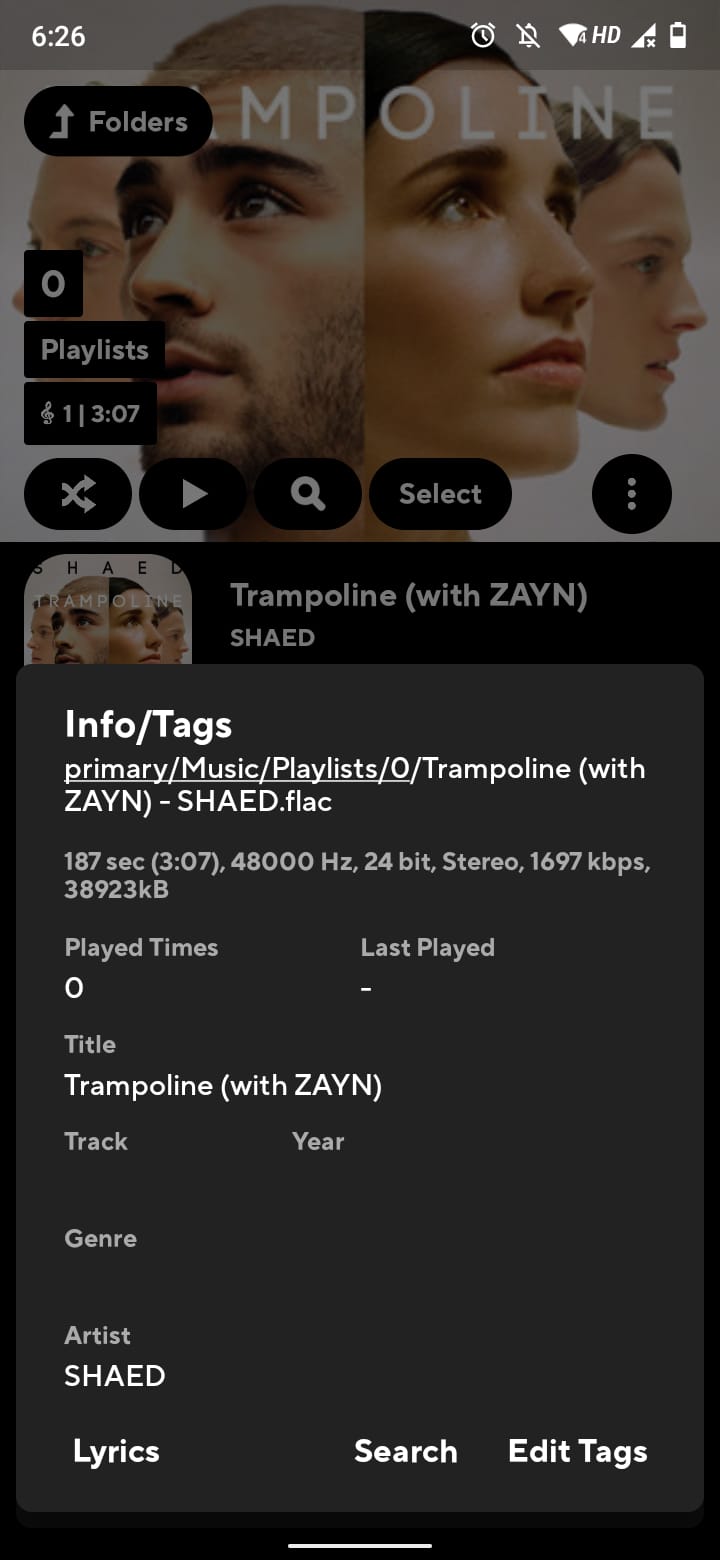 6:26
4 HD
AMPOLINE
Folders
0
Playlists
1 | 3:07
Select
SHAED
TRAMPOLINE
Trampoline (with ZAYN)
SHAED
Info/Tags
primary/Music/Playlists/0/Trampoline (with
ZAYN) - SHAED.flac
187 sec (3:07), 48000 Hz, 24 bit, Stereo, 1697 kbps,
38923kB
Played Times
Last Played
0
-
Title
Trampoline (with ZAYN)
Track
Year
Genre
Artist
SHAED
Lyrics
Search
Edit Tags